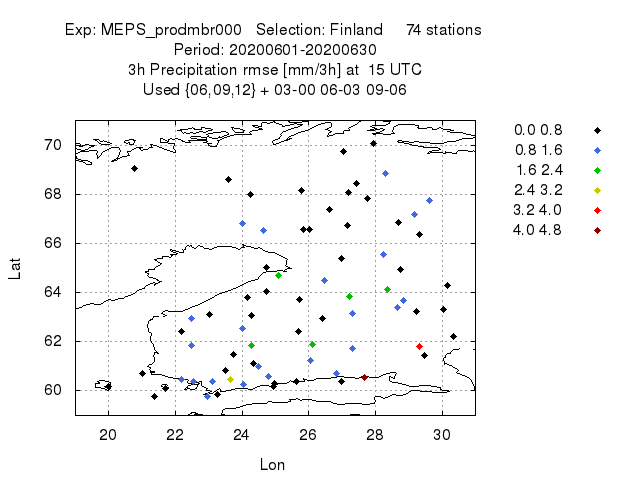 Exp: MEPS_prodmbr000 Selection: Finland 74 stations
Period: 20200601-20200630
3h Precipitation rmse [mm/3h] at 15 UTC
Used {06,09,12} + 03-00 06-03 09-06
70
68
66
64
62
60
Lat
20 22 24 26 28 30
Lon
0.0 0.8
0.8 1.6
1.6 2.4
2.4 3.2
3.2 4.0
4.0 4.8